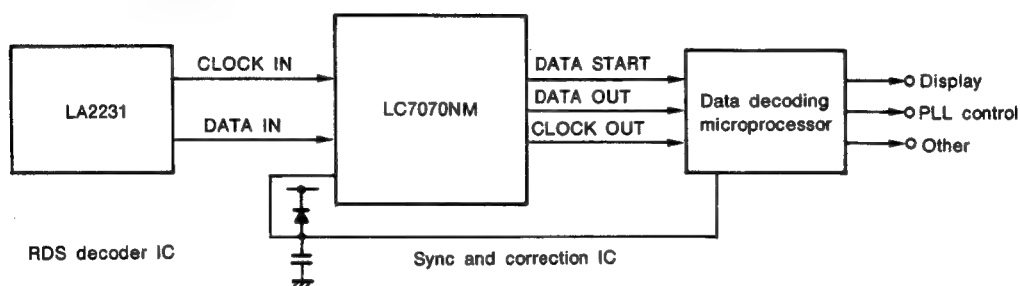 LA2231
CLOCK IN
DATA IN
LC7070NM
DATA START
DATA OUT
CLOCK OUT
Data decoding
microprocessor
Display
PLL control
Other
RDS decoder IC
Sync and correction IC